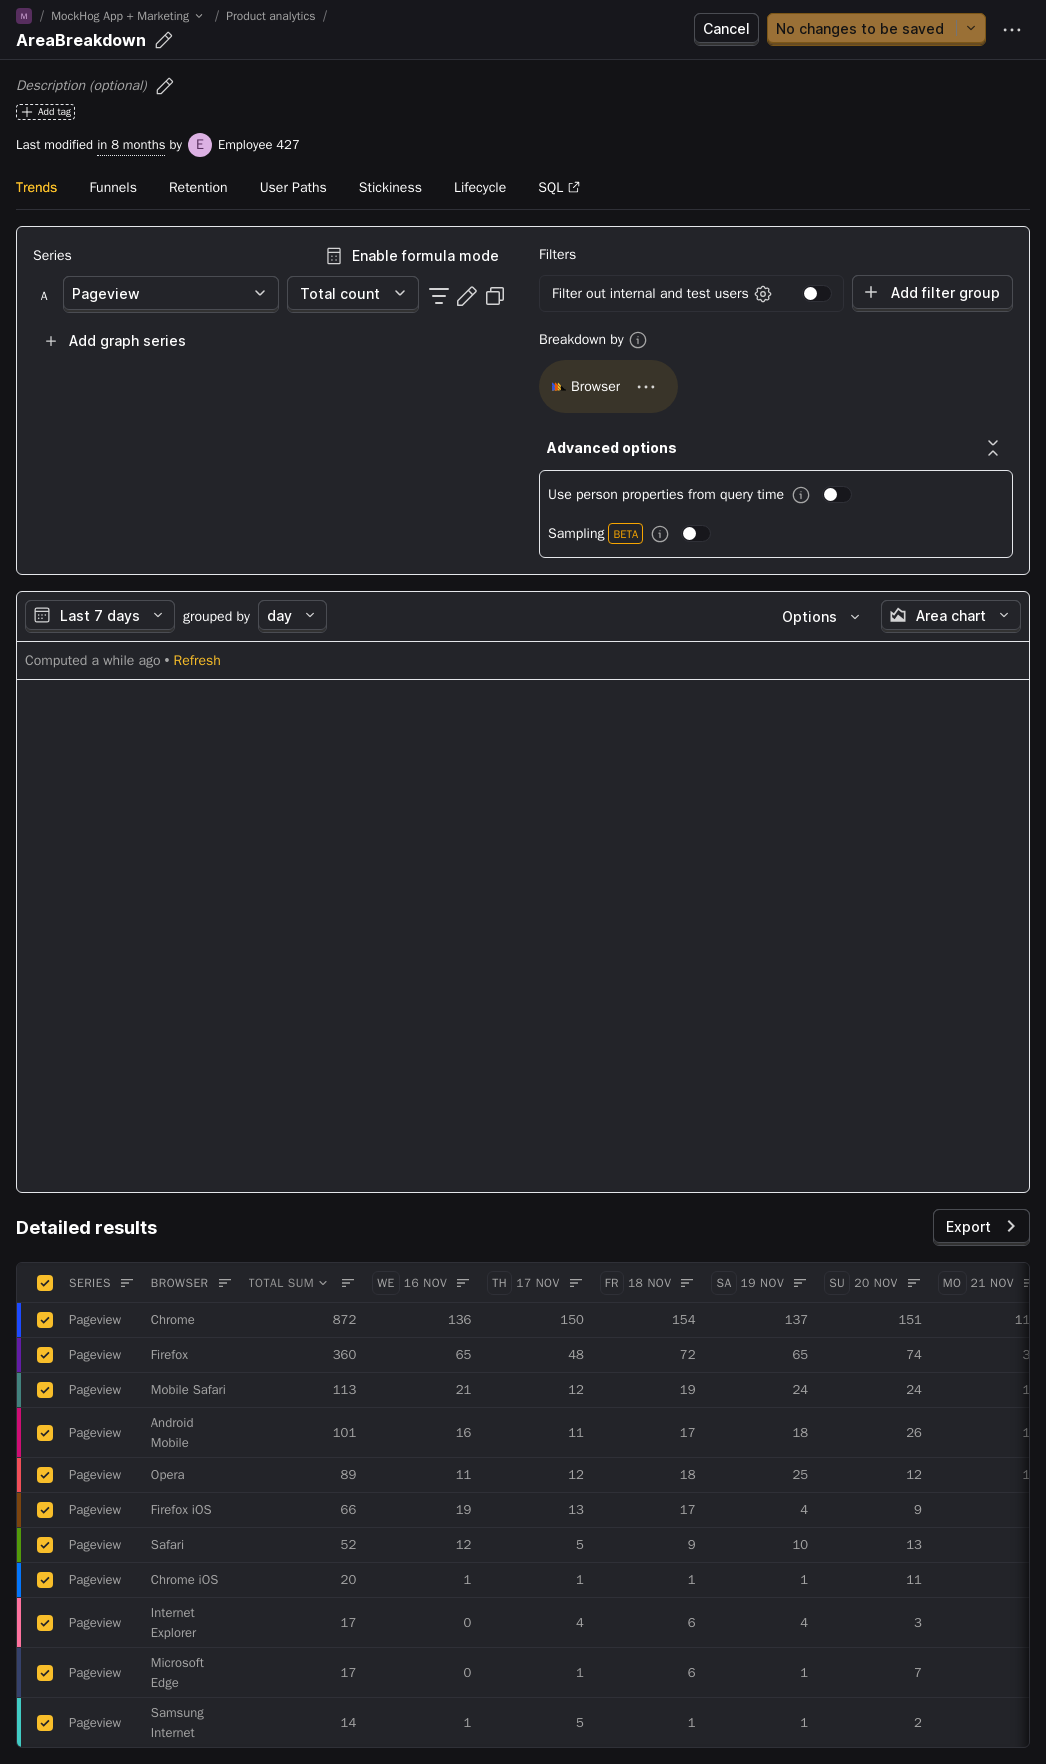 M / MockHog App + Marketing / Product analytics /
AreaBreakdown
Cancel
No changes to be saved
Description (optional)
Add tag
Last modified in 8 months by E Employee 427
Trends Funnels Retention User Paths Stickiness Lifecycle SQL
Series
Enable formula mode
A Pageview Total count
Add graph series
Filters
Filter out internal and test users
Add filter group
Breakdown by
Browser
Advanced options
Use person properties from query time
Sampling BETA
Last 7 days grouped by day
Options
Area chart
Computed a while ago • Refresh
Detailed results
Export
SERIES BROWSER TOTAL SUM WE 16 NOV TH 17 NOV FR 18 NOV SA 19 NOV SU 20 NOV MO 21 NOV
Pageview Chrome 872 136 150 154 137 151
Pageview Firefox 360 65 48 72 65 74
Pageview Mobile Safari 113 21 12 19 24 24
Pageview Android Mobile 101 16 11 17 18 26
Pageview Opera 89 11 12 18 25 12
Pageview Firefox iOS 66 19 13 17 4 9
Pageview Safari 52 12 5 9 10 13
Pageview Chrome iOS 20 1 1 1 1 11
Pageview Internet Explorer 17 0 4 6 4 3
Pageview Microsoft Edge 17 0 1 6 1 7
Pageview Samsung Internet 14 1 5 1 1 2